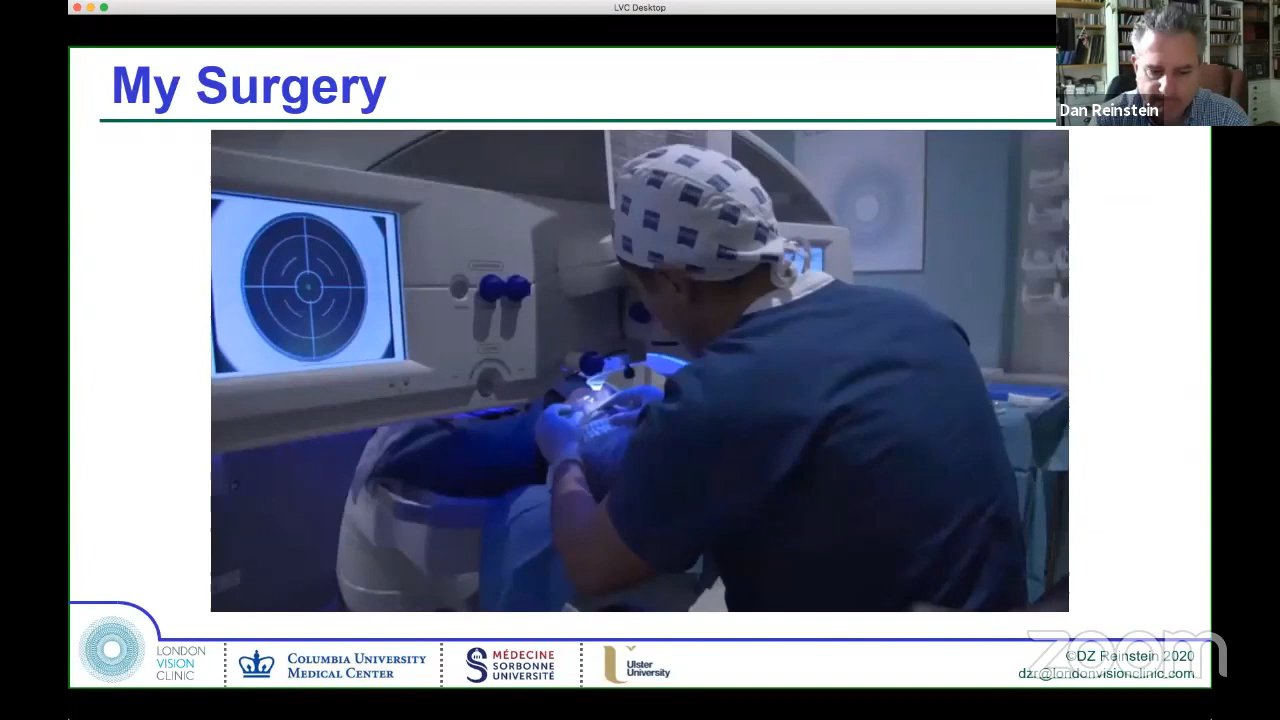 LVC Desktop
My Surgery
Dan Reinstein
LONDON
VISION
CLINIC
COLUMBIA UNIVERSITY
MEDICAL CENTER
MÉDECINE
SORBONNE
UNIVERSITÉ
Ulster
University
©DZ Reinstein 2020
dzr@londonvisionclinic.com
zoom